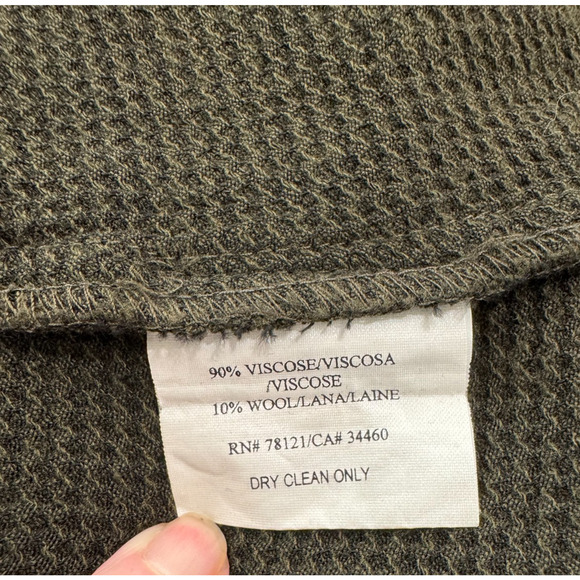 90% VISCOSE/VISCOSA
/VISCOSE
10% WOOL/LANA/LAINE
RN# 78121/CA# 34460
DRY CLEAN ONLY